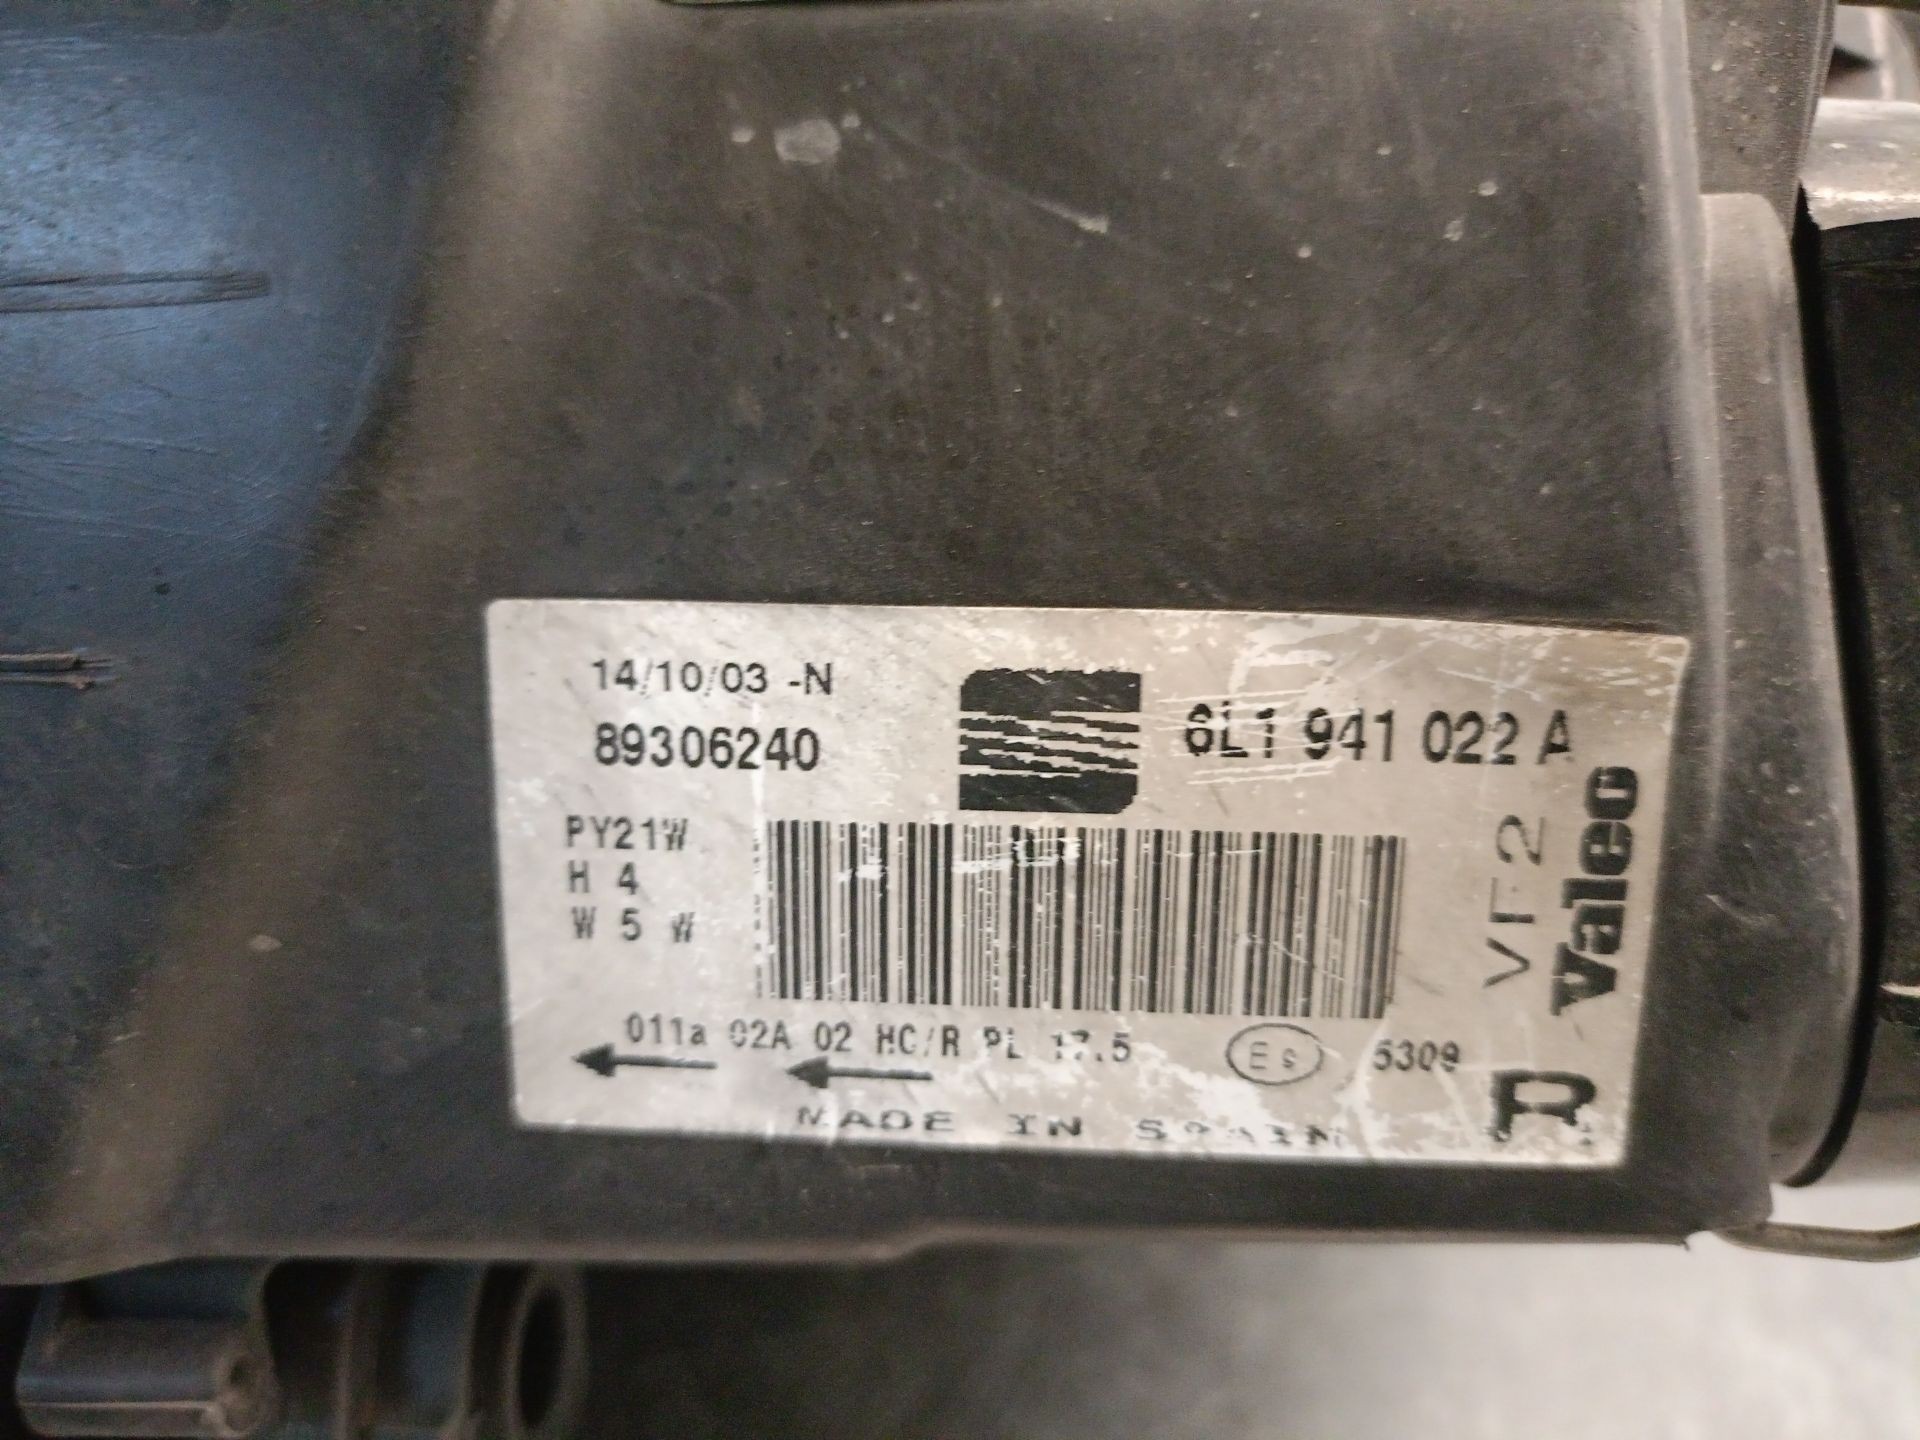 14/10/03 -N
89306240
6L1 941 022 A
PY21W
H 4
W 5 W
VF2
Valeo
011a 02A 02 HC/R PL 17.5
E9
5309
R
MADE IN SPAIN